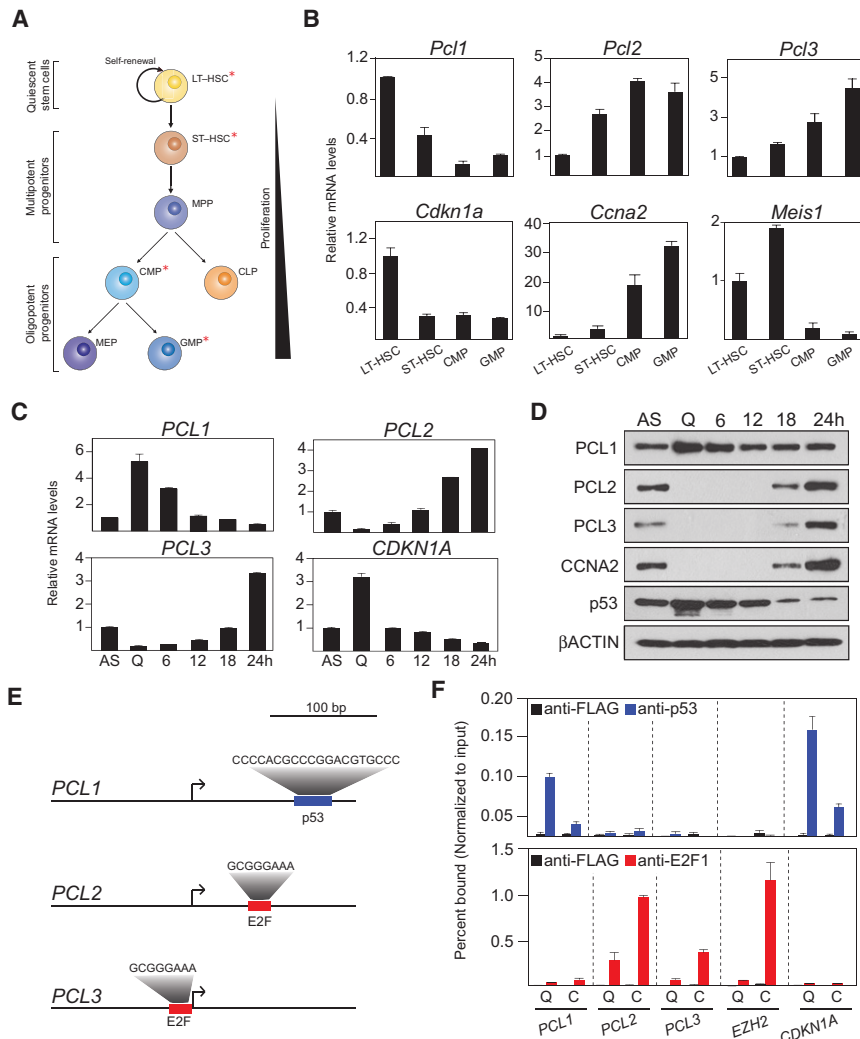 A
Quiescent stem cells
Multipotent progenitors
Oligopotent progenitors
Self-renewal
LT–HSC*
ST–HSC*
MPP
CMP*
CLP
MEP
GMP*
Proliferation
B
Relative mRNA levels
Pcl1
1.2
0.8
0.4
Pcl2
5
4
3
2
1
Pcl3
5
3
1
Cdkn1a
1.2
0.8
0.4
Ccna2
40
30
20
10
Meis1
2
1
LT-HSC
ST-HSC
CMP
GMP
LT-HSC
ST-HSC
CMP
GMP
LT-HSC
ST-HSC
CMP
GMP
C
Relative mRNA levels
PCL1
6
4
2
PCL2
4
3
2
1
PCL3
4
3
2
1
CDKN1A
4
3
2
1
AS Q 6 12 18 24h
AS Q 6 12 18 24h
D
AS Q 6 12 18 24h
PCL1
PCL2
PCL3
CCNA2
p53
βACTIN
E
100 bp
CCCCACGCCCGGACGTGCCC
PCL1
p53
GCGGGAAA
PCL2
E2F
GCGGGAAA
PCL3
E2F
F
Percent bound (Normalized to input)
0.20
0.15
0.10
0.05
anti-FLAG anti-p53
1.0
0.5
anti-FLAG anti-E2F1
Q C Q C Q C Q C Q C
PCL1 PCL2 PCL3 EZH2 CDKN1A